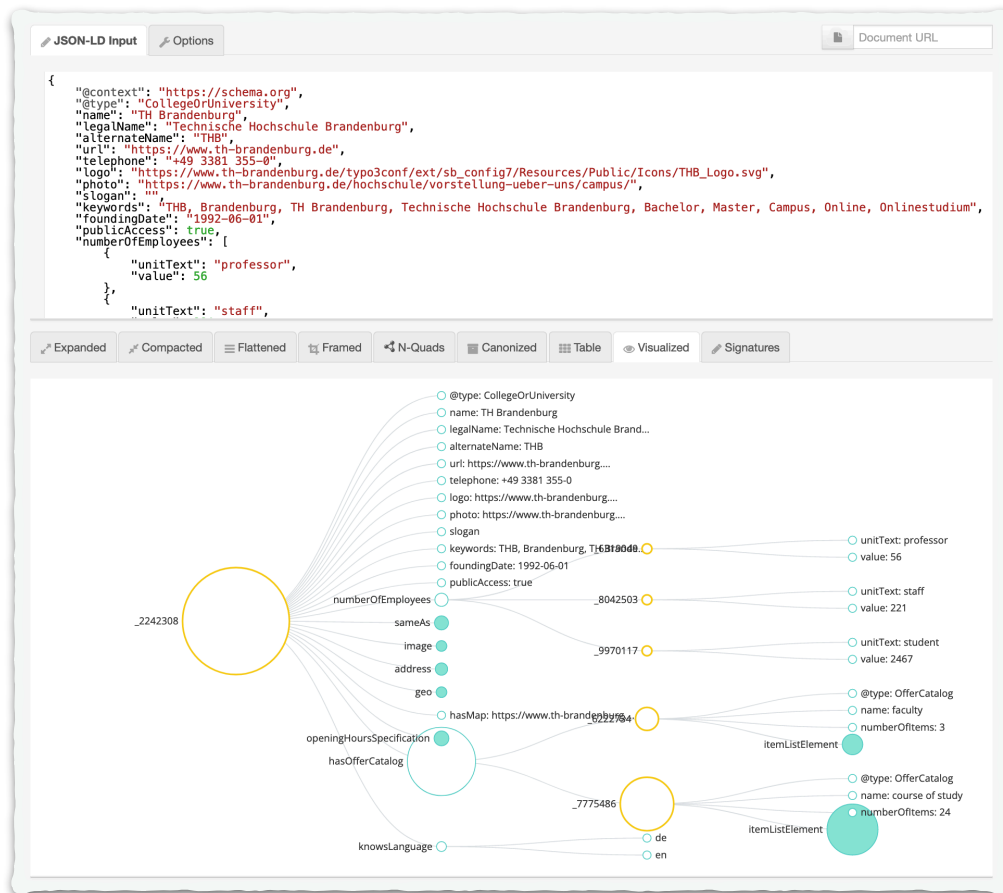 JSON-LD Input
Options
Document URL
{
"@context": "https://schema.org",
"@type": "CollegeOrUniversity",
"name": "TH Brandenburg",
"legalName": "Technische Hochschule Brandenburg",
"alternateName": "THB",
"url": "https://www.th-brandenburg.de",
"telephone": "+49 3381 355-0",
"logo": "https://www.th-brandenburg.de/typo3conf/ext/sb_config7/Resources/Public/Icons/THB_Logo.svg",
"photo": "https://www.th-brandenburg.de/hochschule/vorstellung-ueber-uns/campus/",
"slogan": "",
"keywords": "THB, Brandenburg, TH Brandenburg, Technische Hochschule Brandenburg, Bachelor, Master, Campus, Online, Onlinestudium",
"foundingDate": "1992-06-01",
"publicAccess": true,
"numberOfEmployees": [
{
"unitText": "professor",
"value": 56
},
{
"unitText": "staff",
Expanded
Compacted
Flattened
Framed
N-Quads
Canonized
Table
Visualized
Signatures
@type: CollegeOrUniversity
name: TH Brandenburg
legalName: Technische Hochschule Brand...
alternateName: THB
url: https://www.th-brandenburg....
telephone: +49 3381 355-0
logo: https://www.th-brandenburg....
photo: https://www.th-brandenburg....
slogan
keywords: THB, Brandenburg,
foundingDate: 1992-06-01
publicAccess: true
numberOfEmployees
_2242308
sameAs
image
address
geo
hasMap: https://www.th-brandenburg
openingHoursSpecification
hasOfferCatalog
knowsLanguage
unitText: professor
value: 56
_8042503
unitText: staff
value: 221
_9970117
unitText: student
value: 2467
@type: OfferCatalog
name: faculty
numberOfItems: 3
itemListElement
_7775486
@type: OfferCatalog
name: course of study
numberOfItems: 24
itemListElement
de
en